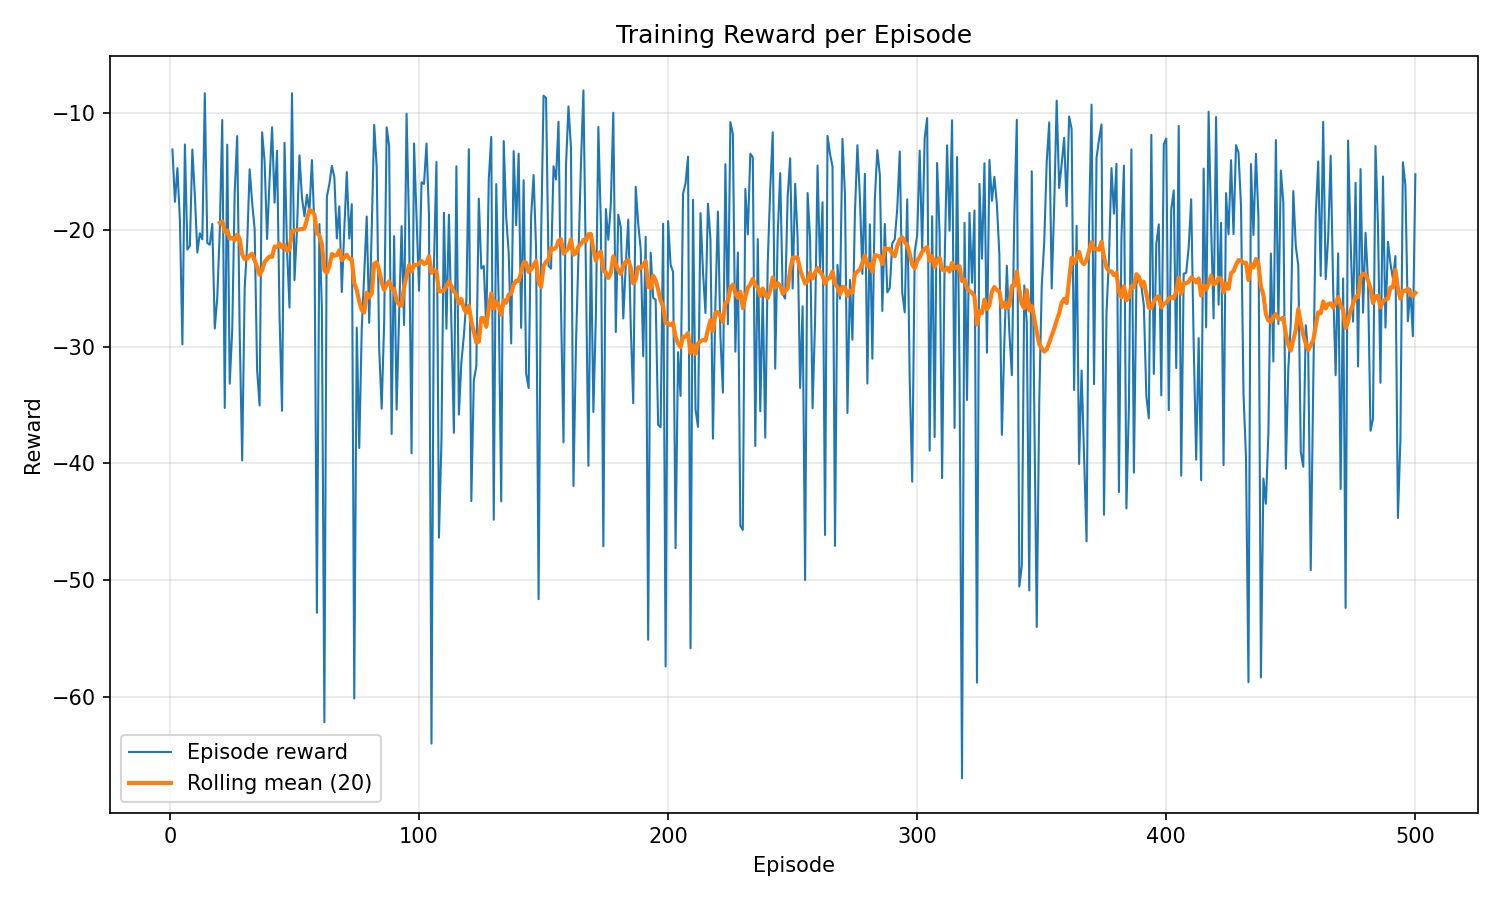 Training Reward per Episode
Reward
−10
−20
−30
−40
−50
−60
Episode reward
Rolling mean (20)
0
100
200
300
400
500
Episode